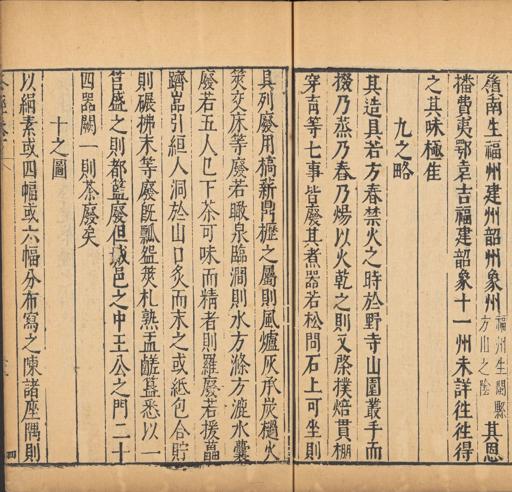 嶺南生福州建州韶州象州福州生閩縣方山之陰其恩
播費夷鄂袁吉福建韶象十一州未詳往往得
之其味極佳
九之略
其造具若方春禁火之時於野寺山園叢手而
掇乃蒸乃舂乃煬以火乾之則又棨撲焙貫棚
穿育等七事皆廢其煮器若松間石上可坐則
具列廢用槁薪鼎櫪之屬則風爐灰承炭檛火
筴交床等廢若瞰泉臨澗則水方滌方漉水囊
廢若五人已下茶可味而精者則羅廢若援藟
躋嵒引絙入洞於山口炙而末之或紙包合貯
則碾拂末等廢旣瓢盌筴札熟盂鹺簋悉以一
筥盛之則都籃廢但城邑之中王公之門二十
四器闕一則茶廢矣
十之圖
以絹素或四幅或六幅分布寫之陳諸座隅則